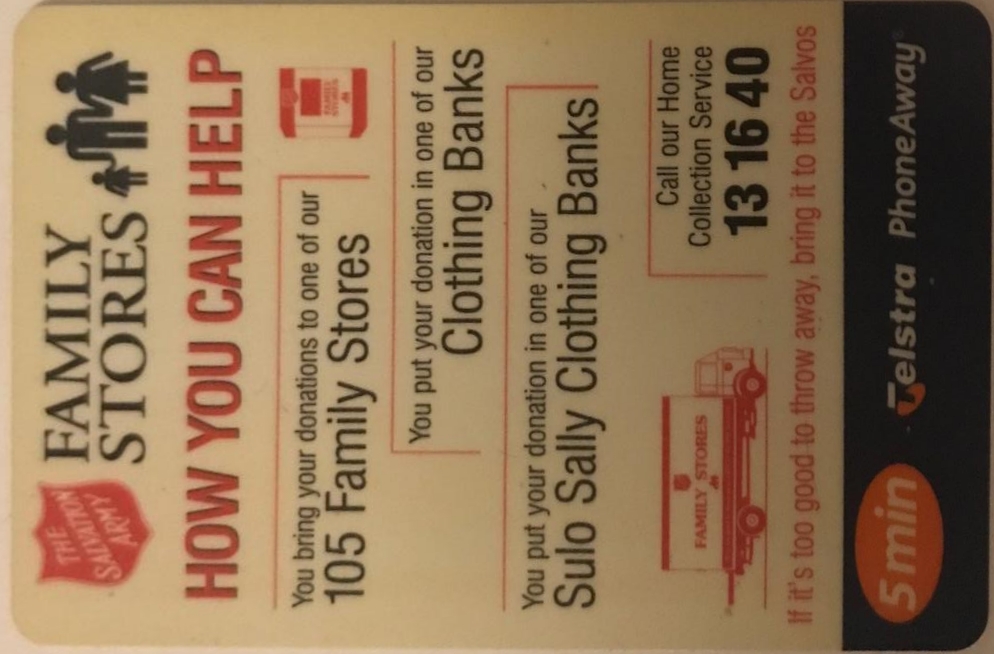 THE
SALVATION
ARMY
FAMILY
STORES
HOW YOU CAN HELP
You bring your donations to one of our
105 Family Stores
FAMILY
STORES
You put your donation in one of our
Clothing Banks
You put your donation in one of our
Sulo Sally Clothing Banks
FAMILY STORES
Call our Home
Collection Service
13 16 40
If it's too good to throw away, bring it to the Salvos
5 min
Telstra PhoneAway